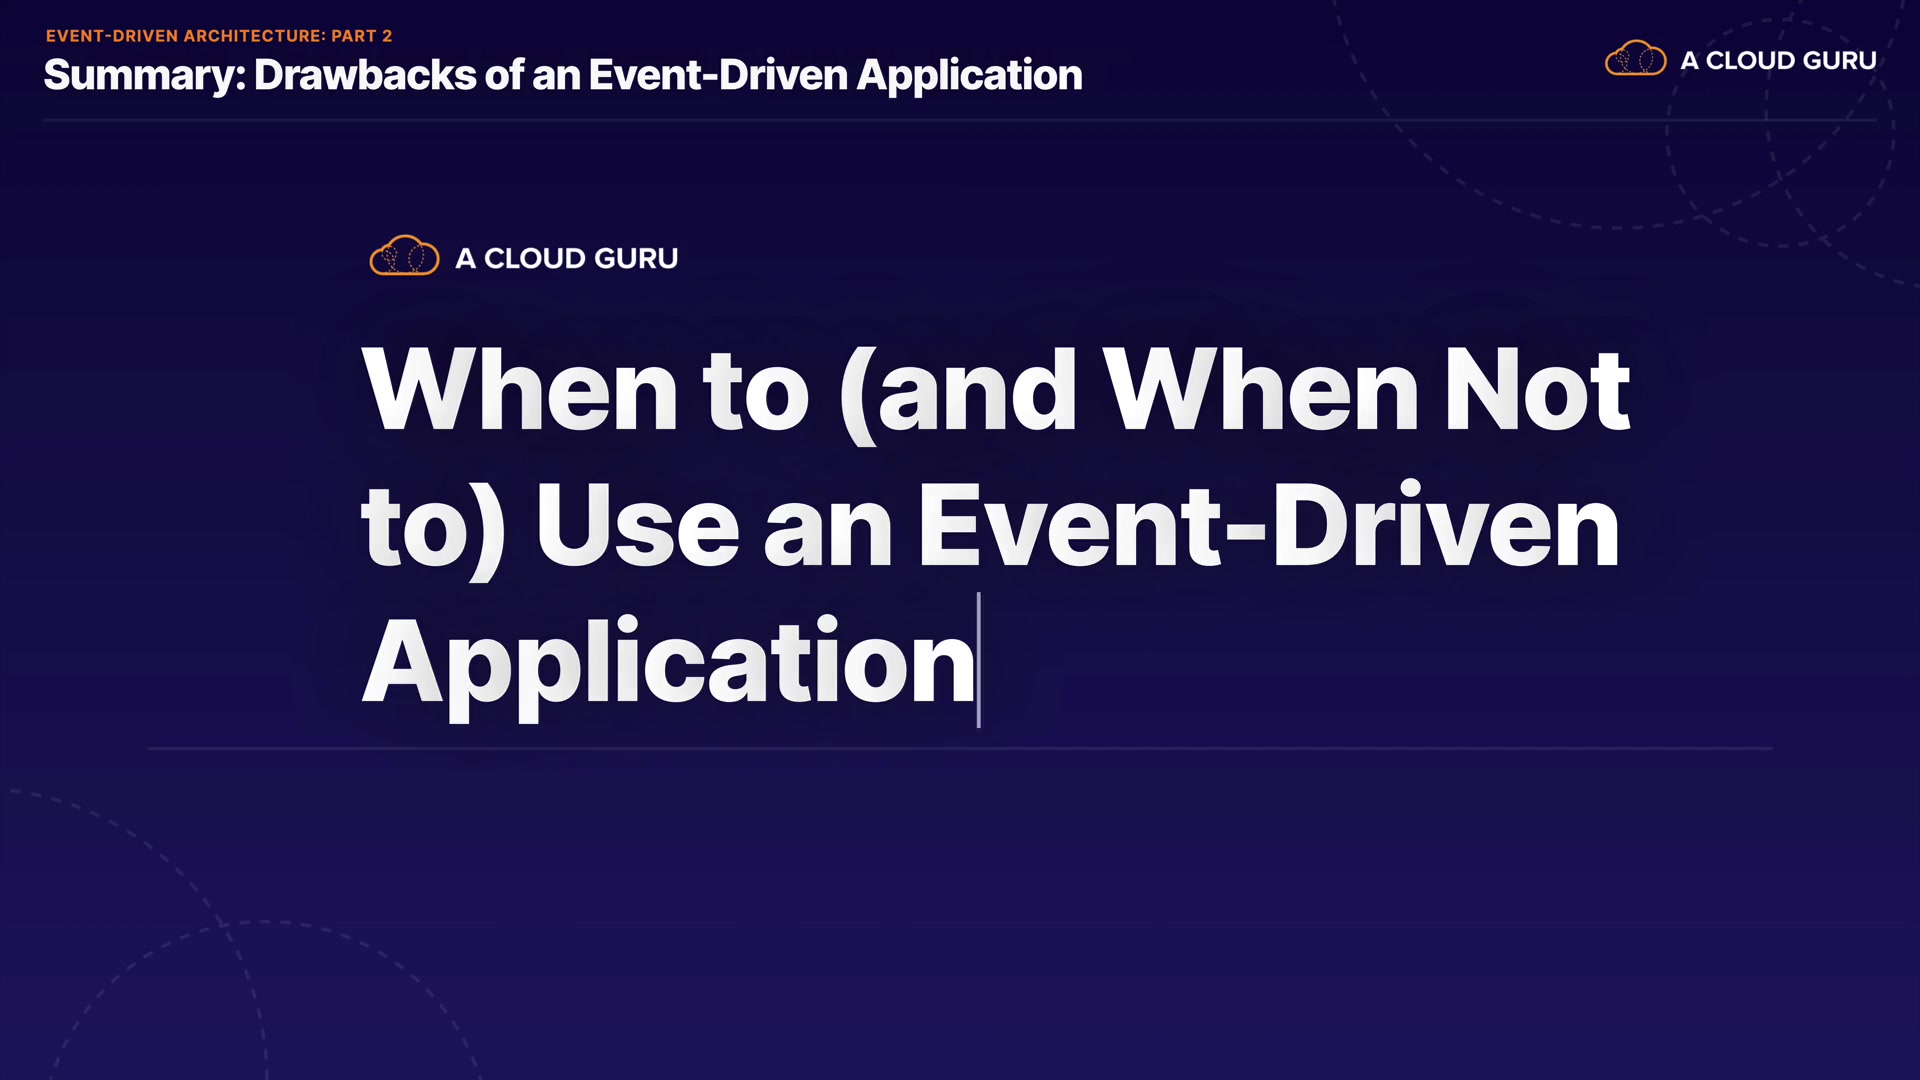 EVENT-DRIVEN ARCHITECTURE: PART 2
Summary: Drawbacks of an Event-Driven Application
A CLOUD GURU
A CLOUD GURU
When to (and When Not
to) Use an Event-Driven
Application